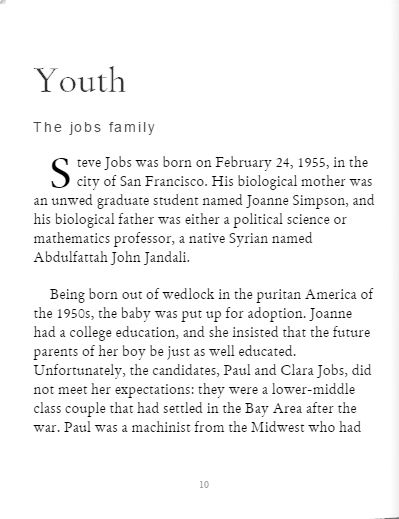 Youth
The jobs family
Steve Jobs was born on February 24, 1955, in the
city of San Francisco. His biological mother was
an unwed graduate student named Joanne Simpson, and
his biological father was either a political science or
mathematics professor, a native Syrian named
Abdulfattah John Jandali.
Being born out of wedlock in the puritan America of
the 1950s, the baby was put up for adoption. Joanne
had a college education, and she insisted that the future
parents of her boy be just as well educated.
Unfortunately, the candidates, Paul and Clara Jobs, did
not meet her expectations: they were a lower-middle
class couple that had settled in the Bay Area after the
war. Paul was a machinist from the Midwest who had
10